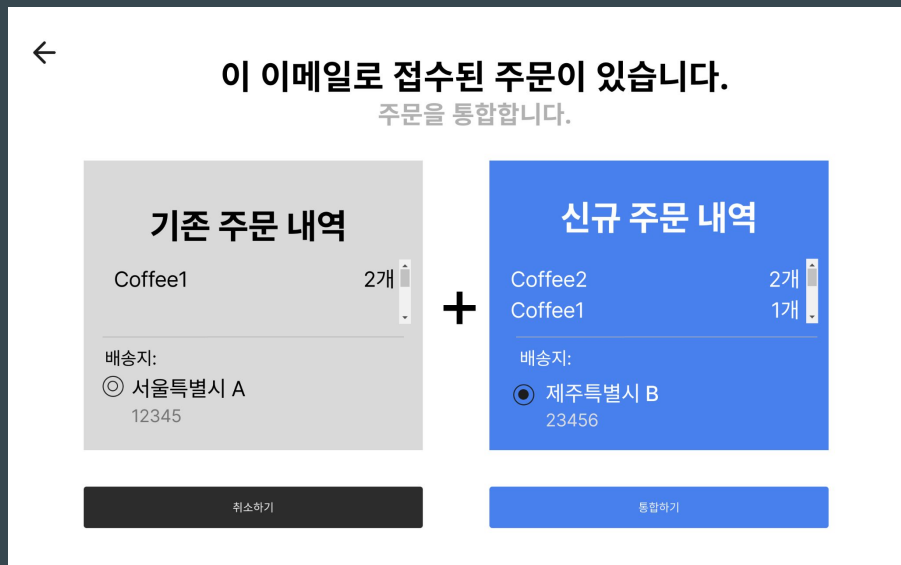 이 이메일로 접수된 주문이 있습니다.
주문을 통합합니다.
기존 주문 내역
Coffee1 2개
배송지:
서울특별시 A
12345
+
신규 주문 내역
Coffee2 2개
Coffee1 1개
배송지:
제주특별시 B
23456
취소하기
통합하기